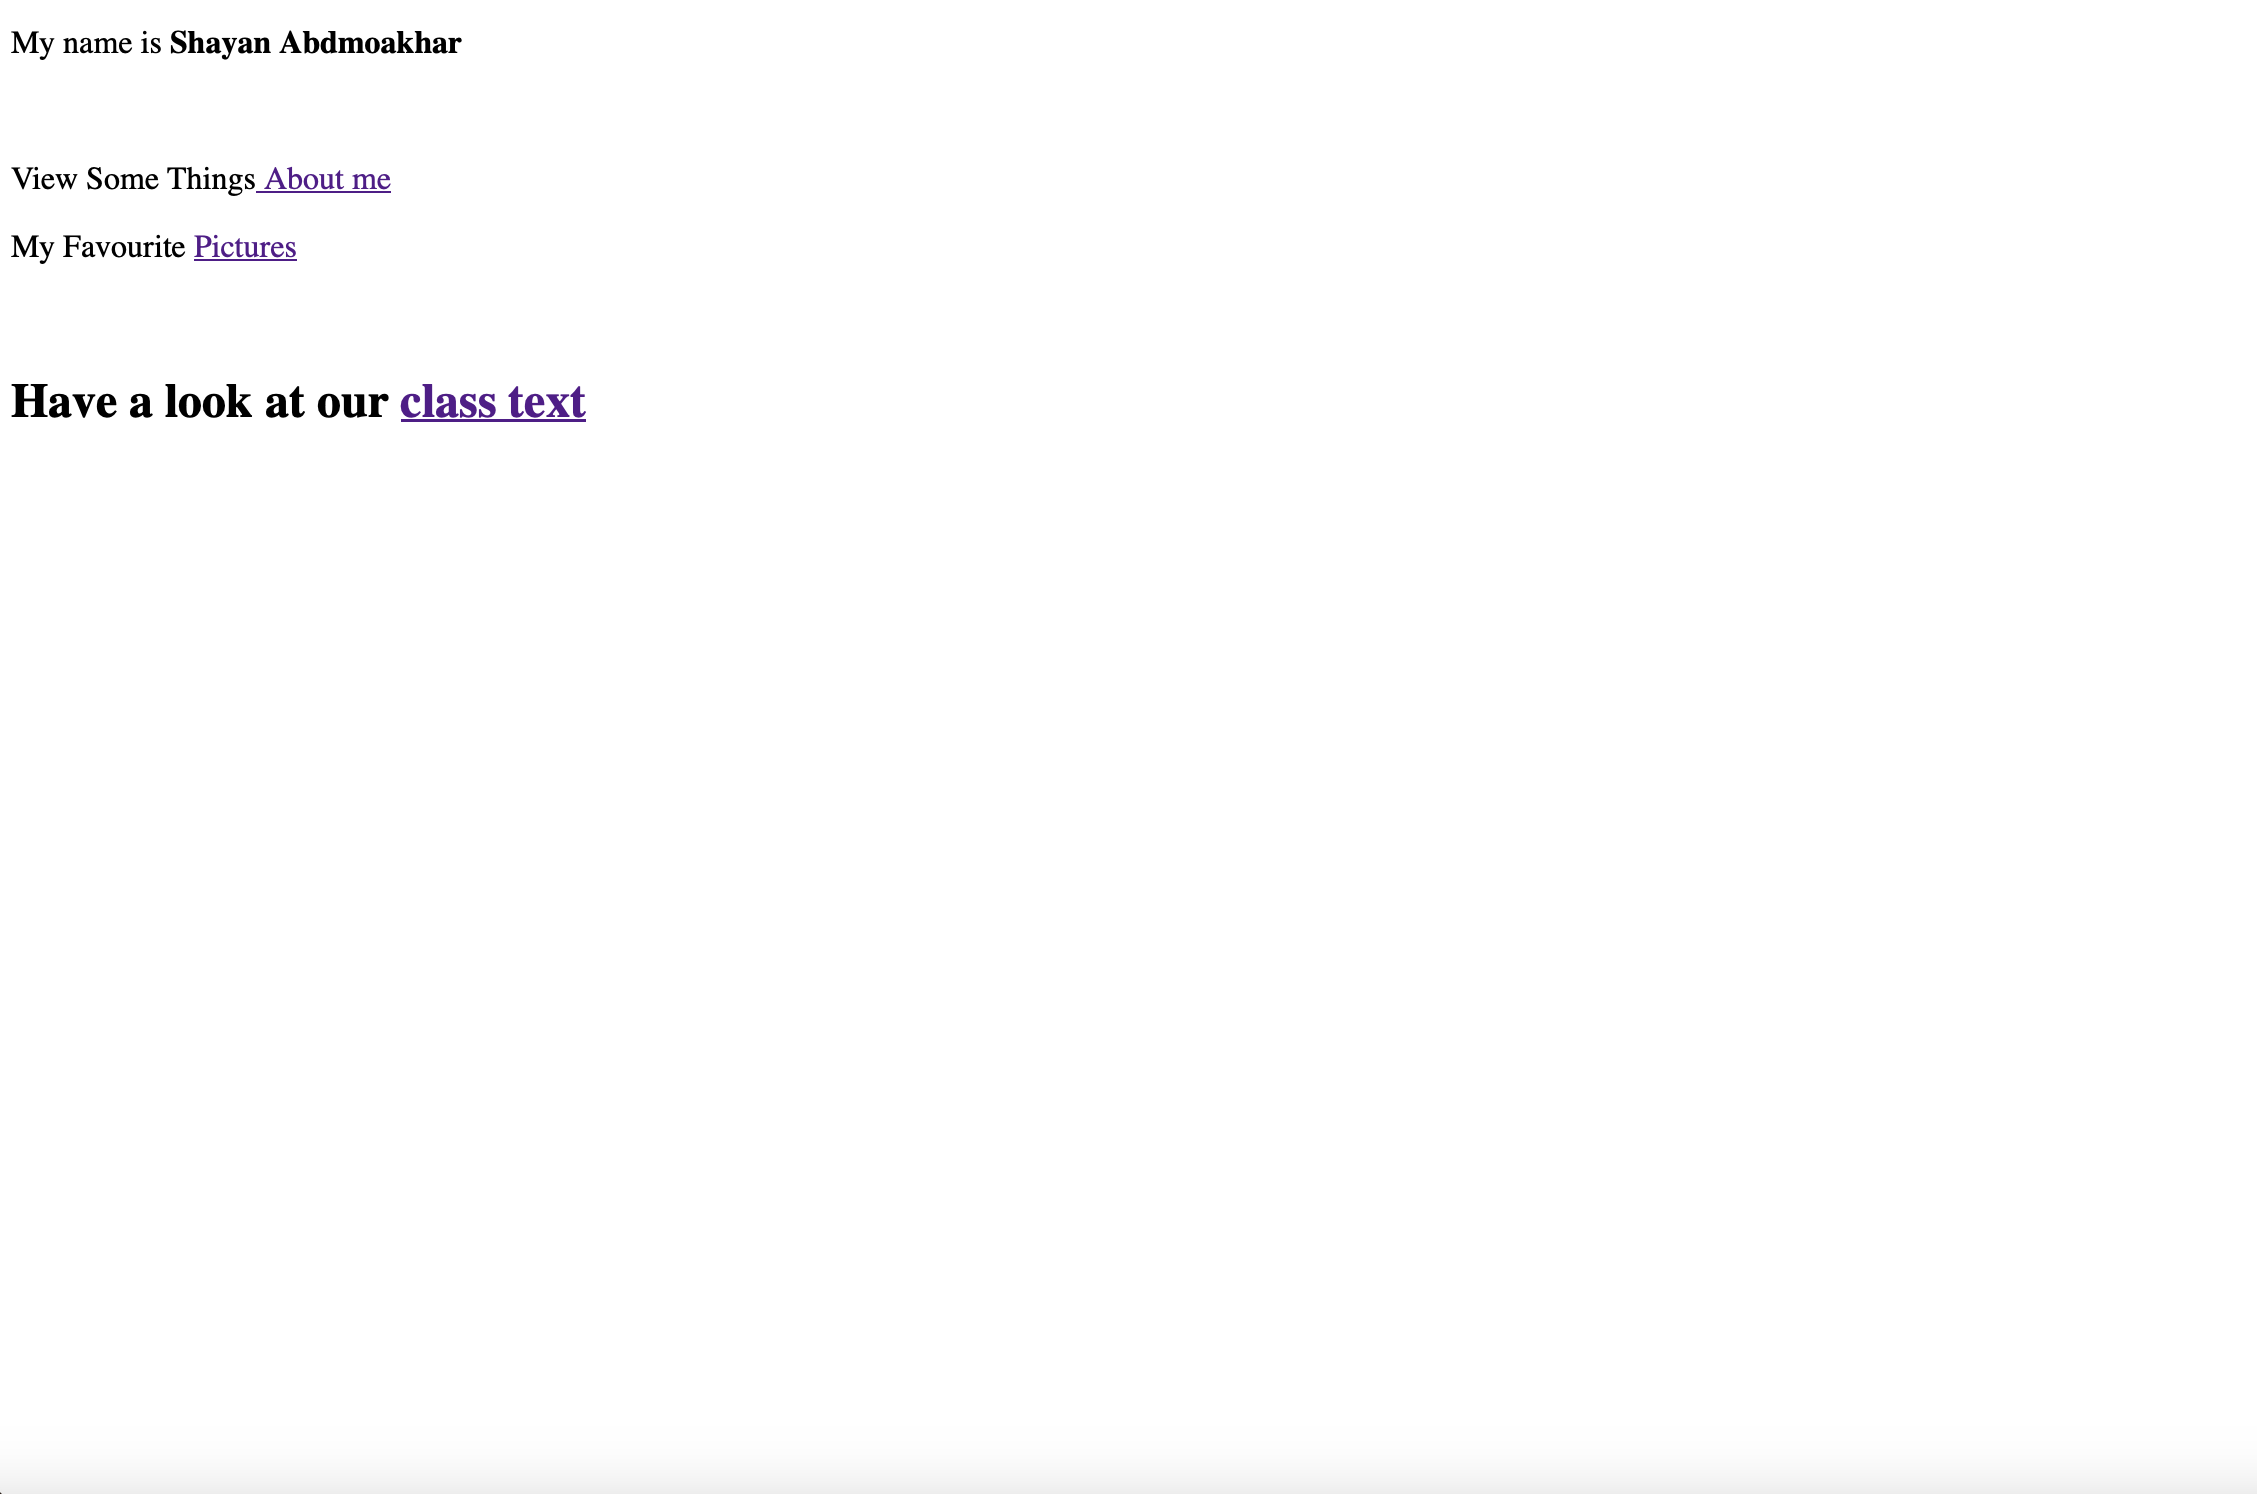 My name is Shayan Abdmoakhar
View Some Things About me
My Favourite Pictures
Have a look at our class text